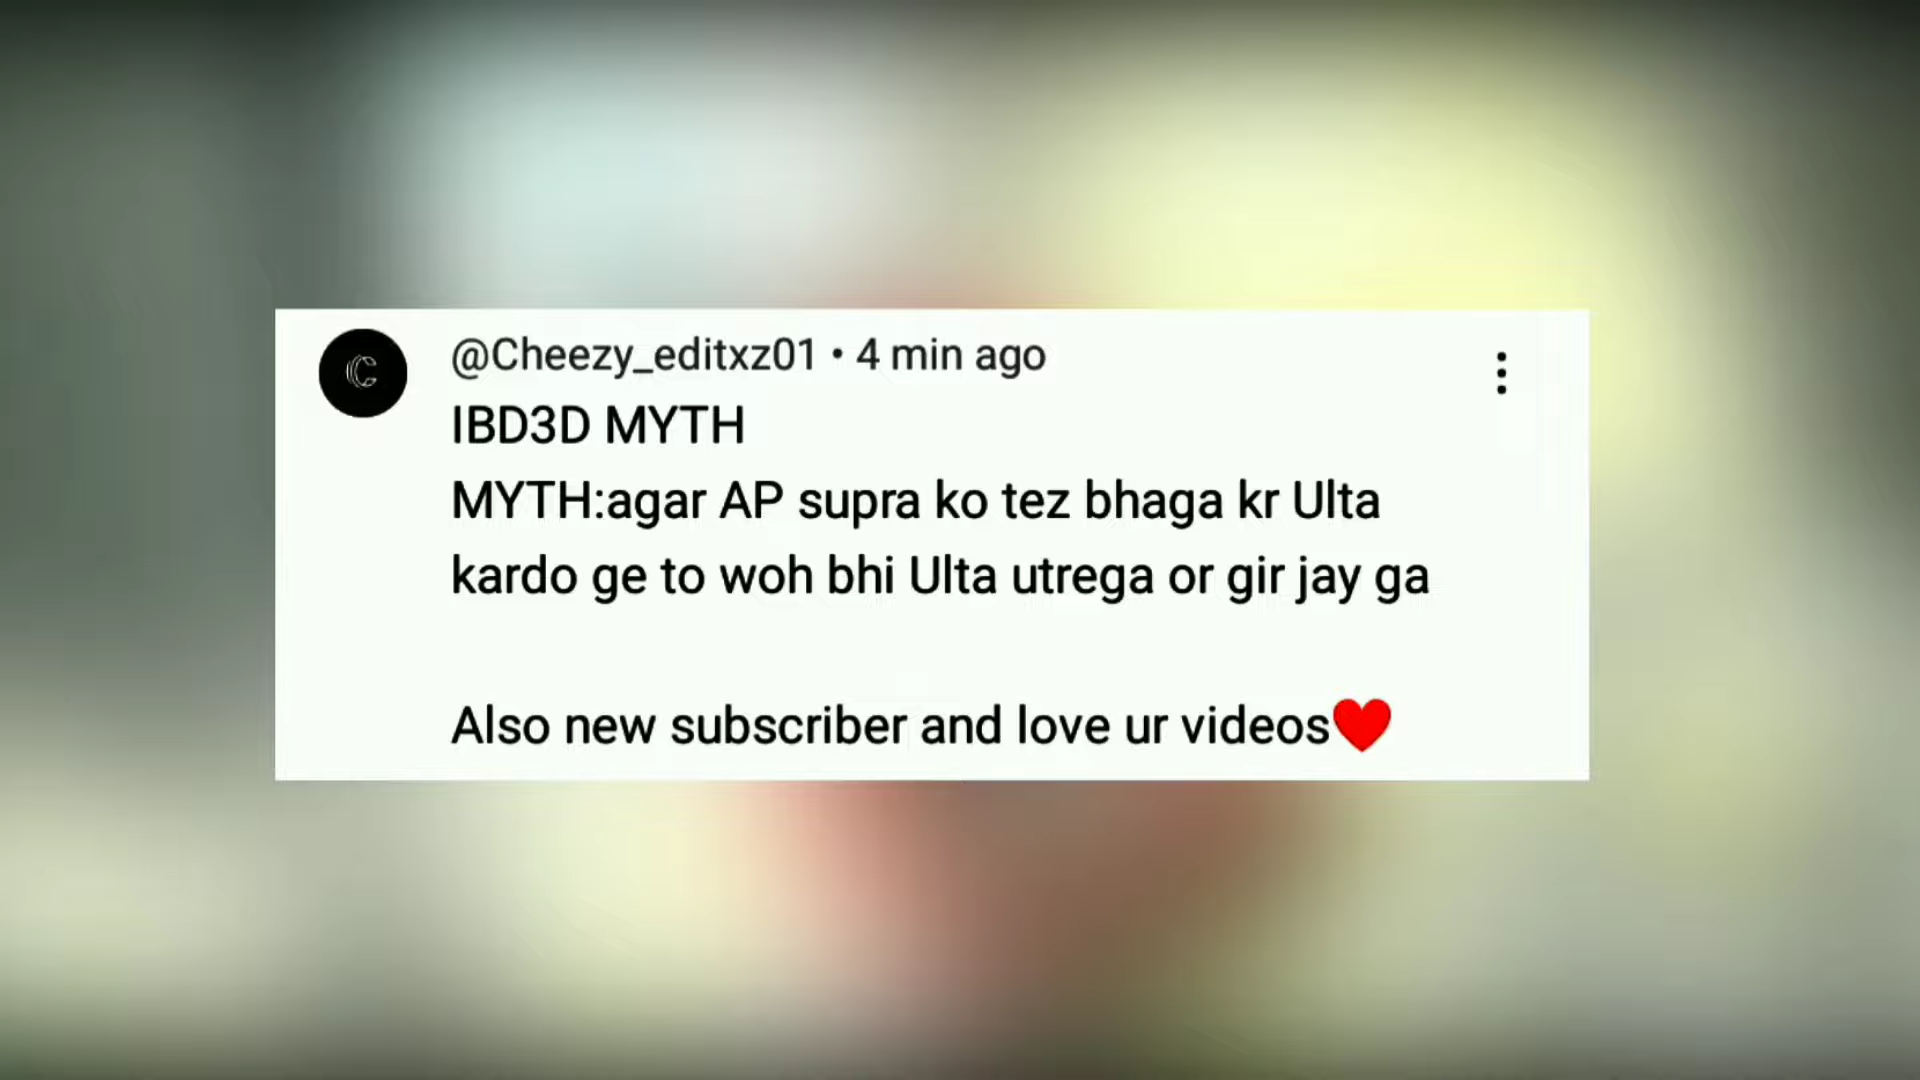 @Cheezy_editxz01 • 4 min ago
IBD3D MYTH
MYTH:agar AP supra ko tez bhaga kr Ulta
kardo ge to woh bhi Ulta utrega or gir jay ga
Also new subscriber and love ur videos❤️